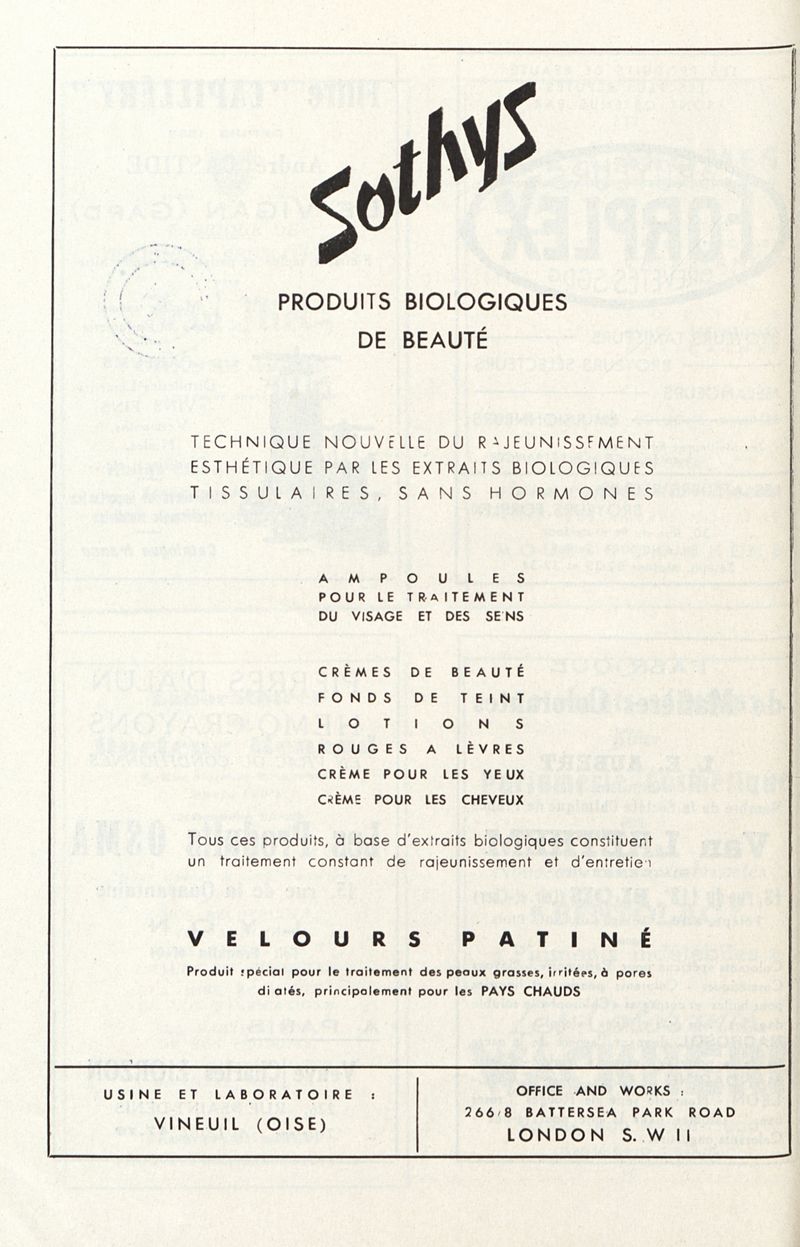 Sothys
PRODUITS BIOLOGIQUES
DE BEAUTÉ
TECHNIQUE NOUVELLE DU RAJEUNISSEMENT
ESTHÉTIQUE PAR LES EXTRAITS BIOLOGIQUES
TISSULAIRES, SANS HORMONES
AMPOULES
POUR LE TRAITEMENT
DU VISAGE ET DES SEINS
CRÈMES DE BEAUTÉ
FONDS DE TEINT
LOTIONS
ROUGES A LÈVRES
CRÈME POUR LES YEUX
CRÈME POUR LES CHEVEUX
Tous ces produits, à base d'extraits biologiques constituent
un traitement constant de rajeunissement et d'entretien
VELOURS PATINÉ
Produit spécial pour le traitement des peaux grasses, irritées, à pores
dilatés, principalement pour les PAYS CHAUDS
USINE ET LABORATOIRE :
VINEUIL (OISE)
OFFICE AND WORKS :
266/8 BATTERSEA PARK ROAD
LONDON S. W 11